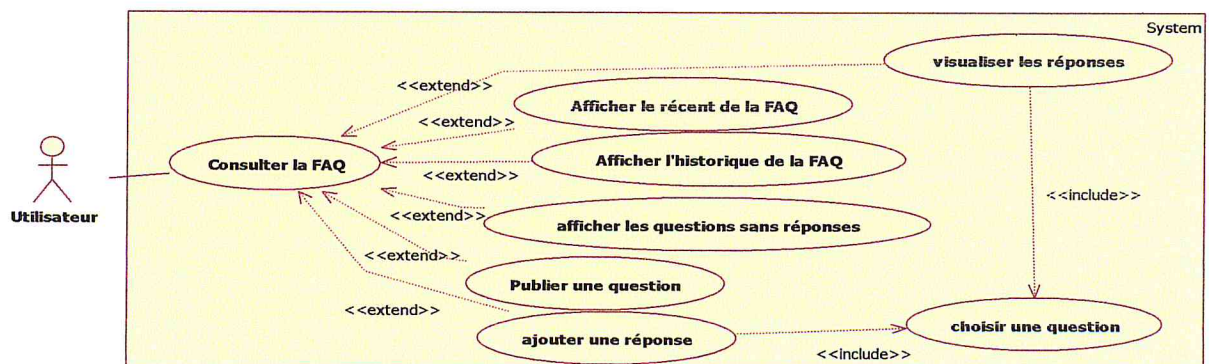 System
visualiser les réponses
<<extend>>
Afficher le récent de la FAQ
<<extend>>
Consulter la FAQ
Afficher l'historique de la FAQ
<<extend>>
<<include>>
Utilisateur
<<extend>>
afficher les questions sans réponses
<<extend>>
Publier une question
<<extend>>
ajouter une réponse
choisir une question
<<include>>